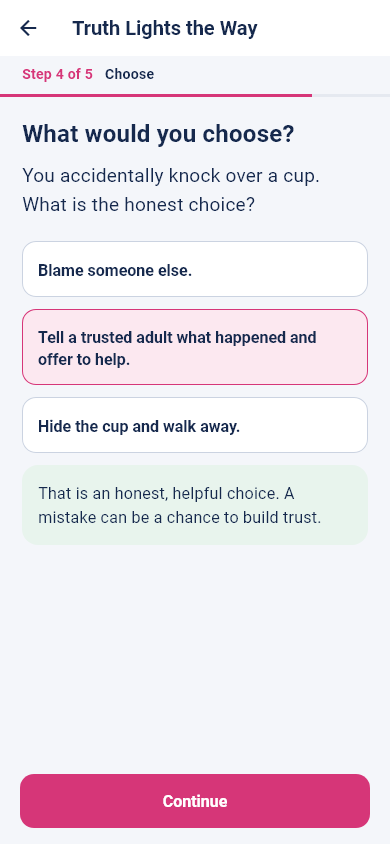 Truth Lights the Way
Step 4 of 5 Choose
What would you choose?
You accidentally knock over a cup.
What is the honest choice?
Blame someone else.
Tell a trusted adult what happened and
offer to help.
Hide the cup and walk away.
That is an honest, helpful choice. A
mistake can be a chance to build trust.
Continue